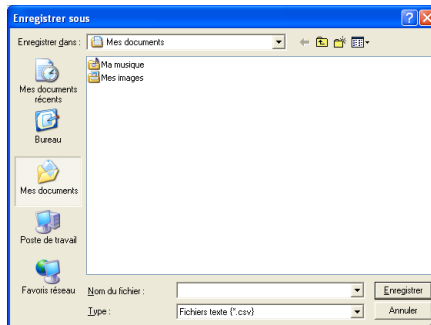 Enregistrer sous
Enregistrer dans :
Mes documents
Ma musique
Mes images
Mes documents
récents
Bureau
Mes documents
Poste de travail
Favoris réseau
Nom du fichier :
Enregistrer
Type :
Fichiers texte {*.csv}
Annuler